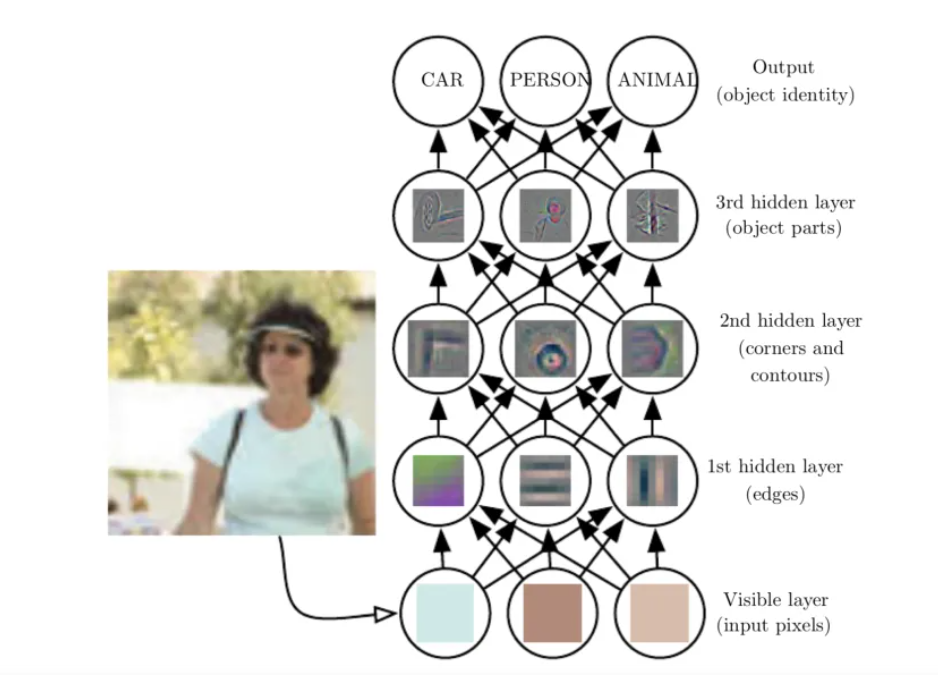 CAR
PERSON
ANIMAL
Output
(object identity)
3rd hidden layer
(object parts)
2nd hidden layer
(corners and
contours)
1st hidden layer
(edges)
Visible layer
(input pixels)